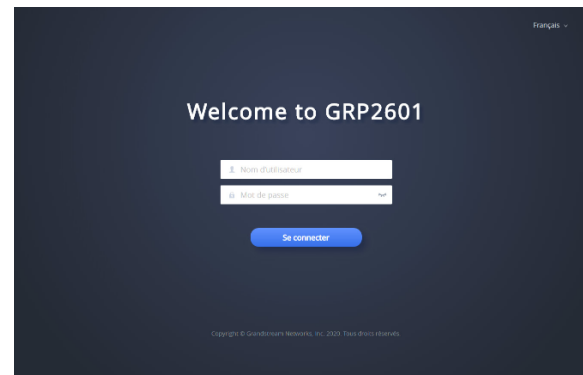 Français
Welcome to GRP2601
Nom d'utilisateur
Mot de passe
Se connecter
Copyright © Grandstream Networks, Inc. 2020. Tous droits réservés